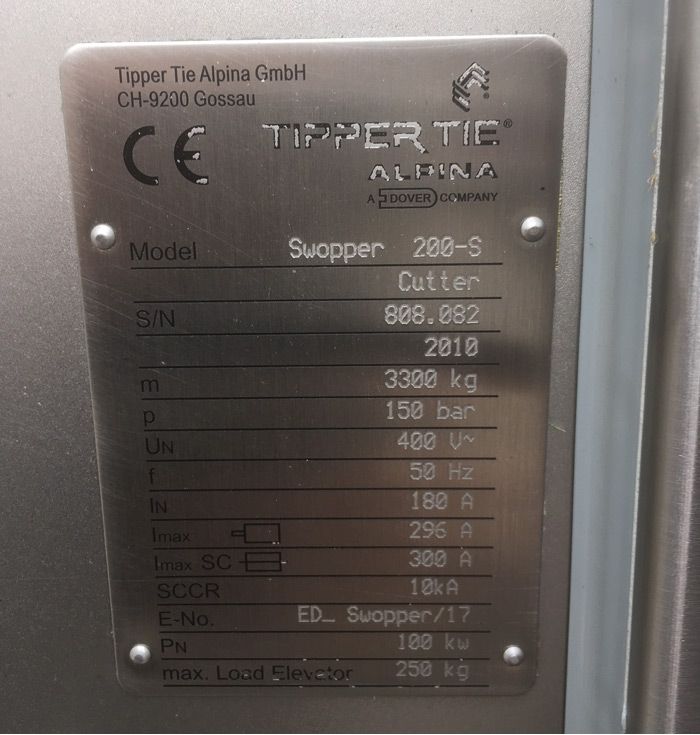 Tipper Tie Alpina GmbH
CH-9200 Gossau
CE TIPPER TIE®
ALPINA
A DOVER COMPANY
Model Swopper 200-S
Cutter
S/N 808.082
2010
m 3300 kg
p 150 bar
UN 400 V~
f 50 Hz
IN 180 A
Imax 296 A
Imax SC 300 A
SCCR 10kA
E-No. ED_ Swopper/17
PN 100 kw
max. Load Elevator 250 kg